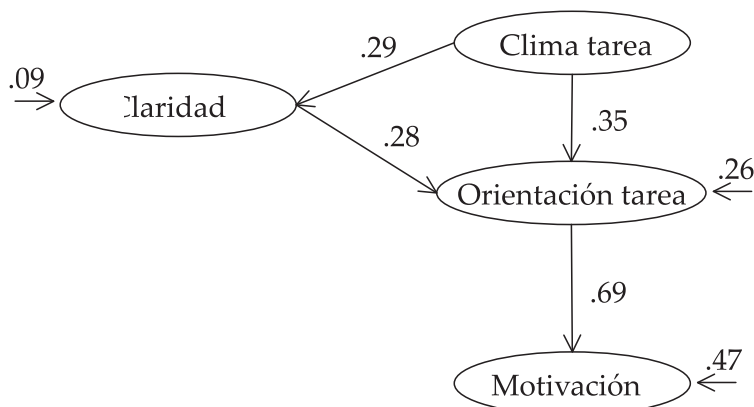 Clima tarea
.29
.09
laridad
.35
.28
Orientación tarea
.26
.69
Motivación
.47